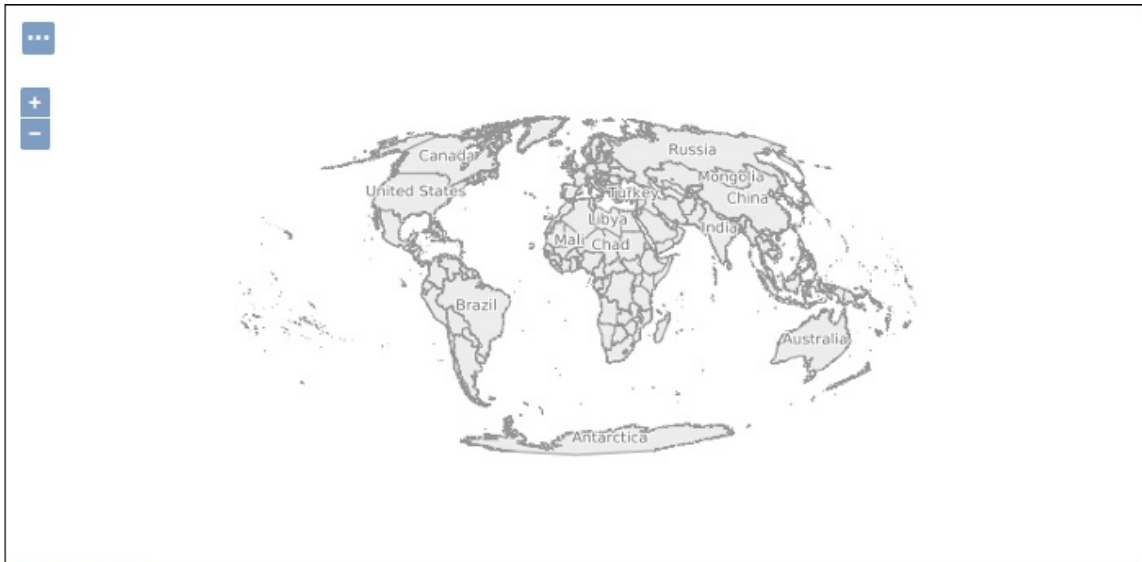 ...
+
−
Canada
Russia
United States
Mongolia
Turkey
China
Libya
India
Mali
Chad
Brazil
Australia
Antarctica